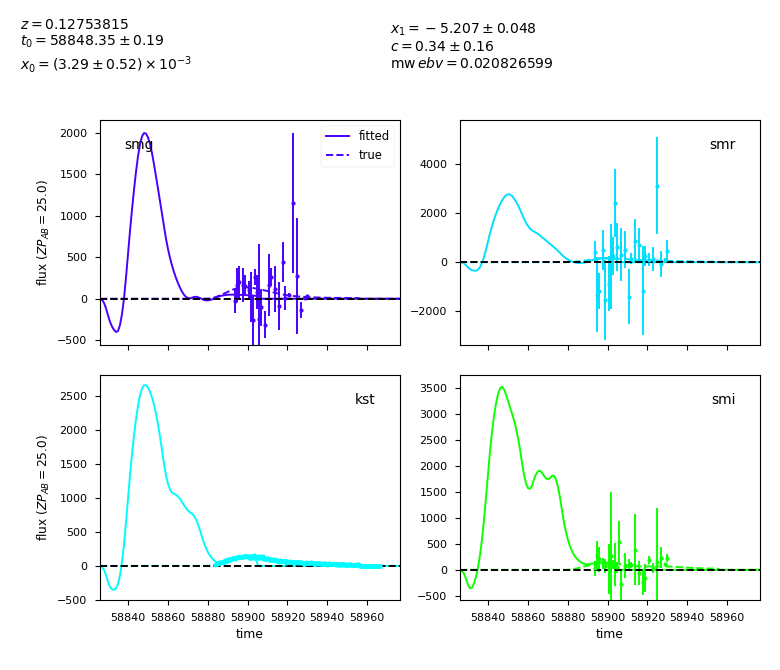 z = 0.12753815
t₀ = 58848.35 ± 0.19
x₀ = (3.29 ± 0.52) × 10⁻³
x₁ = −5.207 ± 0.048
c = 0.34 ± 0.16
mw ebv = 0.020826599
smg
fitted
true
2000
1500
1000
500
0
−500
flux (ZP_AB = 25.0)
smr
4000
2000
0
−2000
kst
2500
2000
1500
1000
500
0
−500
flux (ZP_AB = 25.0)
58840 58860 58880 58900 58920 58940 58960
time
smi
3500
3000
2500
2000
1500
1000
500
0
−500
58840 58860 58880 58900 58920 58940 58960
time